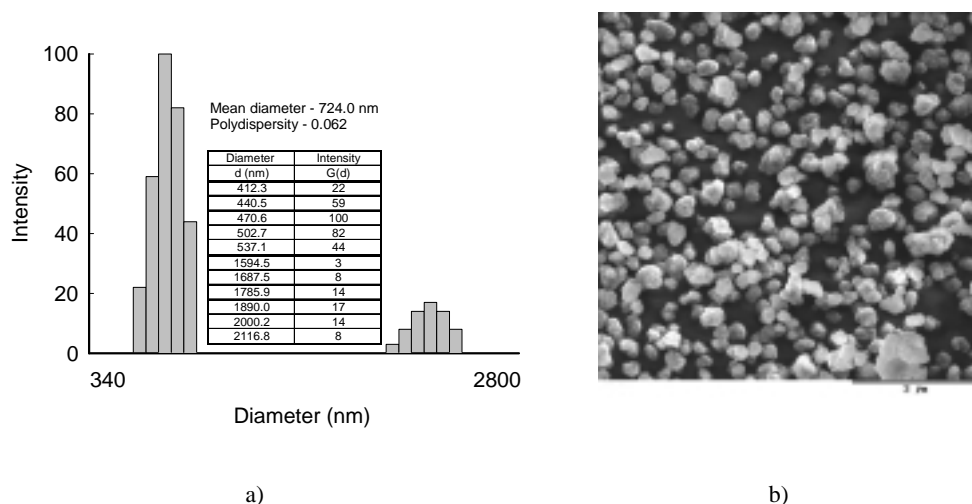 100
80
60
40
20
0
Intensity
Mean diameter - 724.0 nm
Polydispersity - 0.062
Diameter Intensity
d (nm) G(d)
412.3 22
440.5 59
470.6 100
502.7 82
537.1 44
1594.5 3
1687.5 8
1785.9 14
1890.0 17
2000.2 14
2116.8 8
340 2800
Diameter (nm)
a) b)